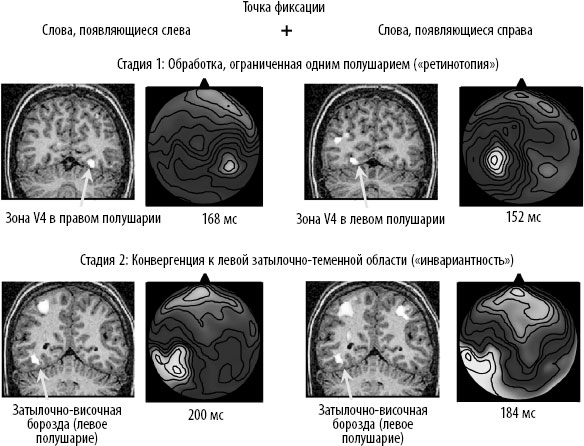 Точка фиксации
Слова, появляющиеся слева
+
Слова, появляющиеся справа
Стадия 1: Обработка, ограниченная одним полушарием («ретинотопия»)
Зона V4 в правом полушарии
168 мс
Зона V4 в левом полушарии
152 мс
Стадия 2: Конвергенция к левой затылочно-теменной области («инвариантность»)
Затылочно-височная
борозда (левое
полушарие)
200 мс
Затылочно-височная
борозда (левое
полушарие)
184 мс